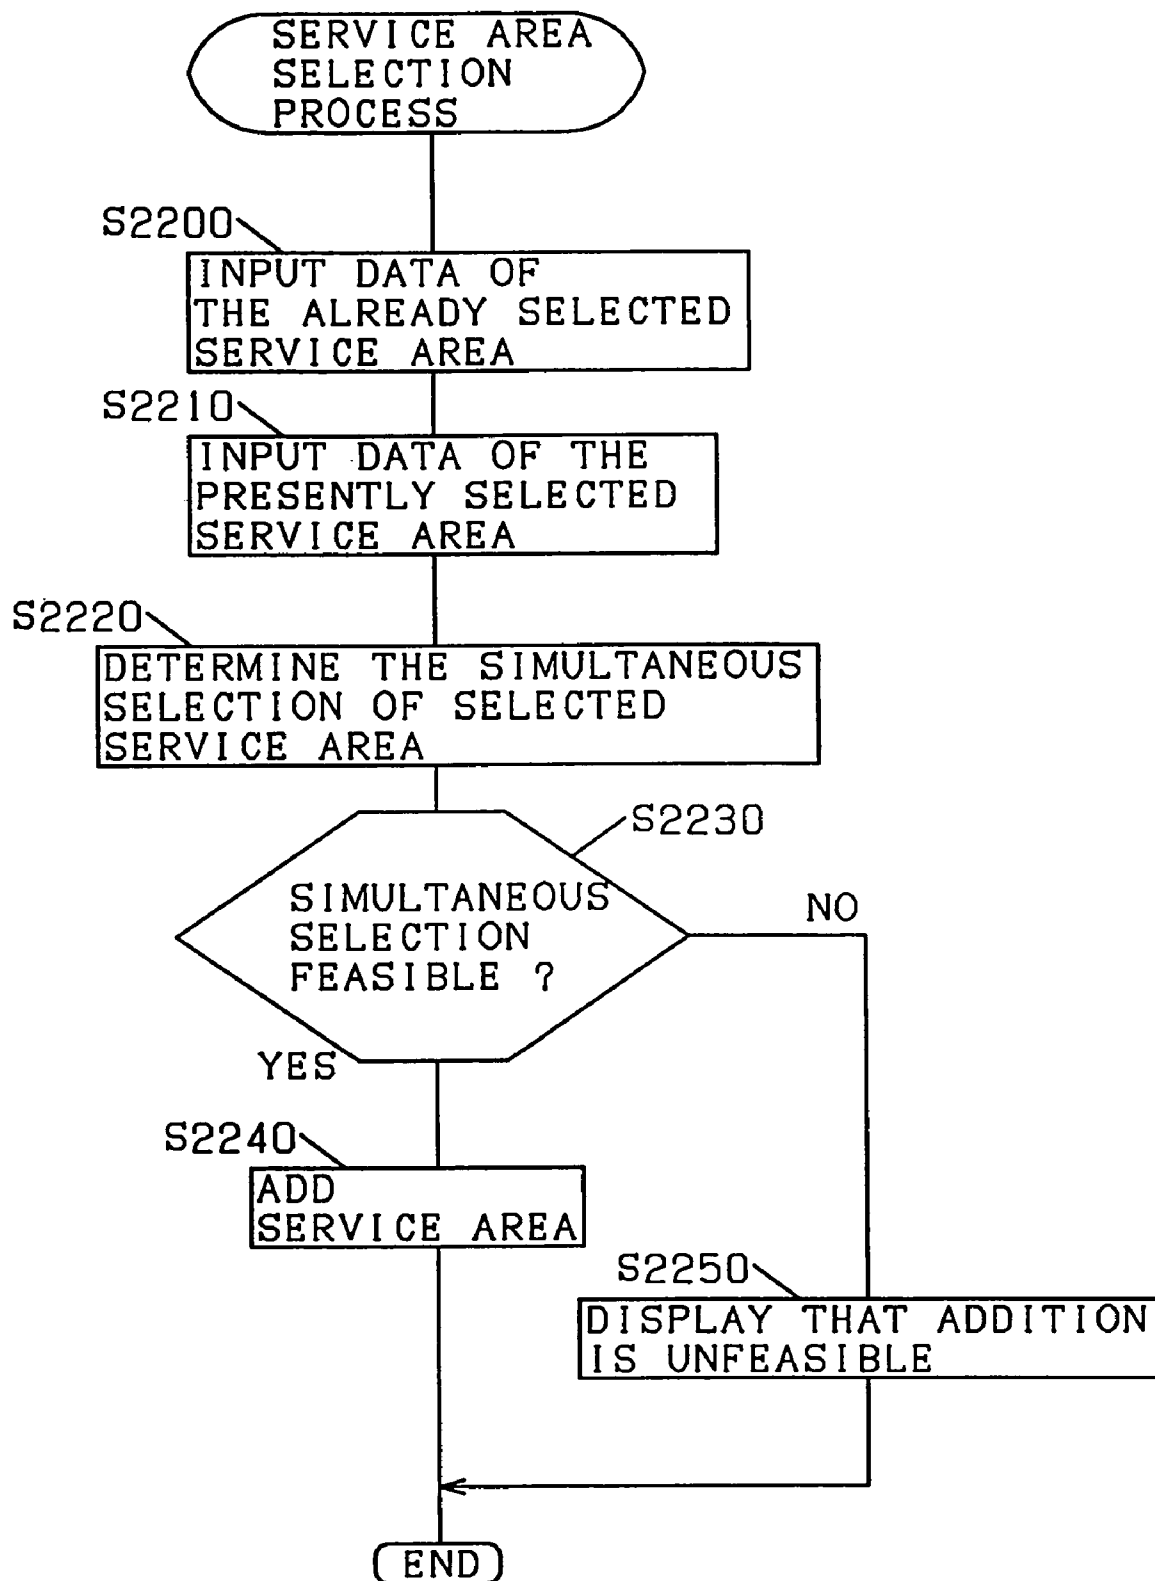 SERVICE AREA
SELECTION
PROCESS
S2200
INPUT DATA OF
THE ALREADY SELECTED
SERVICE AREA
S2210
INPUT DATA OF THE
PRESENTLY SELECTED
SERVICE AREA
S2220
DETERMINE THE SIMULTANEOUS
SELECTION OF SELECTED
SERVICE AREA
S2230
SIMULTANEOUS
SELECTION
FEASIBLE ?
NO
YES
S2240
ADD
SERVICE AREA
S2250
DISPLAY THAT ADDITION
IS UNFEASIBLE
END